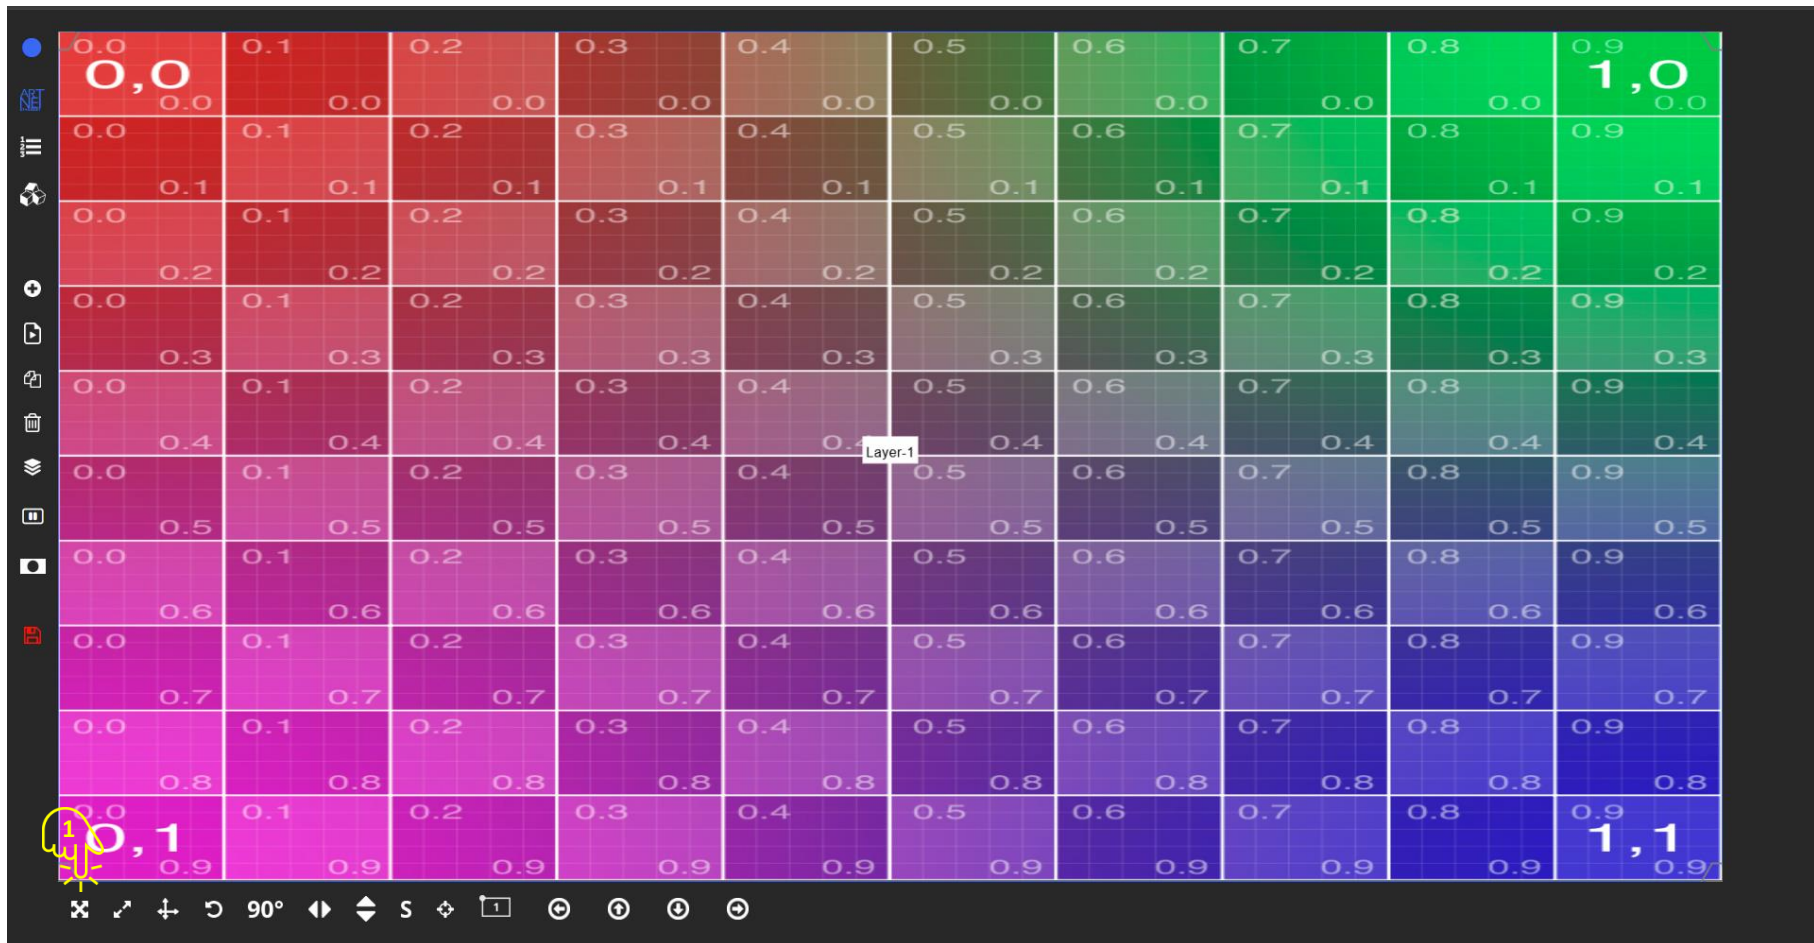 0.0 0.1 0.2 0.3 0.4 0.5 0.6 0.7 0.8 0.9
0,0 1,0
0.0 0.0 0.0 0.0 0.0 0.0 0.0 0.0 0.0 0.0
ART
NET
0.0 0.1 0.2 0.3 0.4 0.5 0.6 0.7 0.8 0.9
1
2
3
0.1 0.1 0.1 0.1 0.1 0.1 0.1 0.1 0.1 0.1
0.0 0.1 0.2 0.3 0.4 0.5 0.6 0.7 0.8 0.9
0.2 0.2 0.2 0.2 0.2 0.2 0.2 0.2 0.2 0.2
0.0 0.1 0.2 0.3 0.4 0.5 0.6 0.7 0.8 0.9
0.3 0.3 0.3 0.3 0.3 0.3 0.3 0.3 0.3 0.3
0.0 0.1 0.2 0.3 0.4 0.5 0.6 0.7 0.8 0.9
0.4 0.4 0.4 0.4 0.4 0.4 0.4 0.4 0.4 0.4
Layer-1
0.0 0.1 0.2 0.3 0.4 0.5 0.6 0.7 0.8 0.9
0.5 0.5 0.5 0.5 0.5 0.5 0.5 0.5 0.5 0.5
0.0 0.1 0.2 0.3 0.4 0.5 0.6 0.7 0.8 0.9
0.6 0.6 0.6 0.6 0.6 0.6 0.6 0.6 0.6 0.6
0.0 0.1 0.2 0.3 0.4 0.5 0.6 0.7 0.8 0.9
0.7 0.7 0.7 0.7 0.7 0.7 0.7 0.7 0.7 0.7
0.0 0.1 0.2 0.3 0.4 0.5 0.6 0.7 0.8 0.9
0.8 0.8 0.8 0.8 0.8 0.8 0.8 0.8 0.8 0.8
0.0 0.1 0.2 0.3 0.4 0.5 0.6 0.7 0.8 0.9
1 0,1 1,1
0.9 0.9 0.9 0.9 0.9 0.9 0.9 0.9 0.9 0.9
90° S 1